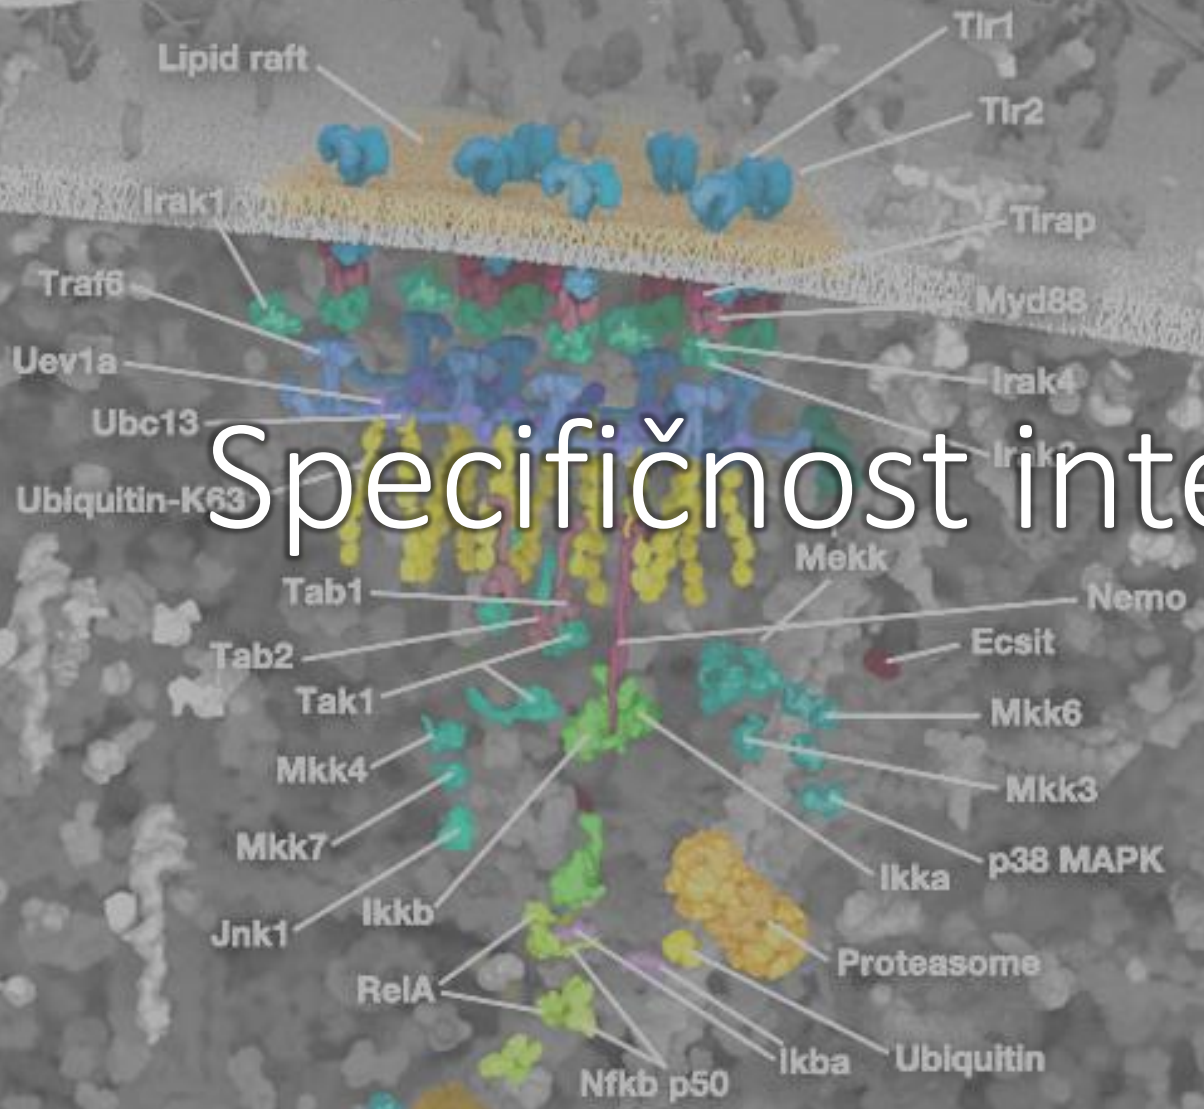 Tlr1
Lipid raft
Tlr2
Irak1
Tirap
Traf6
Myd88
Uev1a
Irak4
Ubc13
Specifičnost inte
Ubiquitin-K63
Mekk
Tab1
Nemo
Ecsit
Tab2
Tak1
Mkk6
Mkk4
Mkk3
Mkk7
p38 MAPK
Ikka
Ikkb
Jnk1
Proteasome
RelA
Ikba
Ubiquitin
Nfkb p50